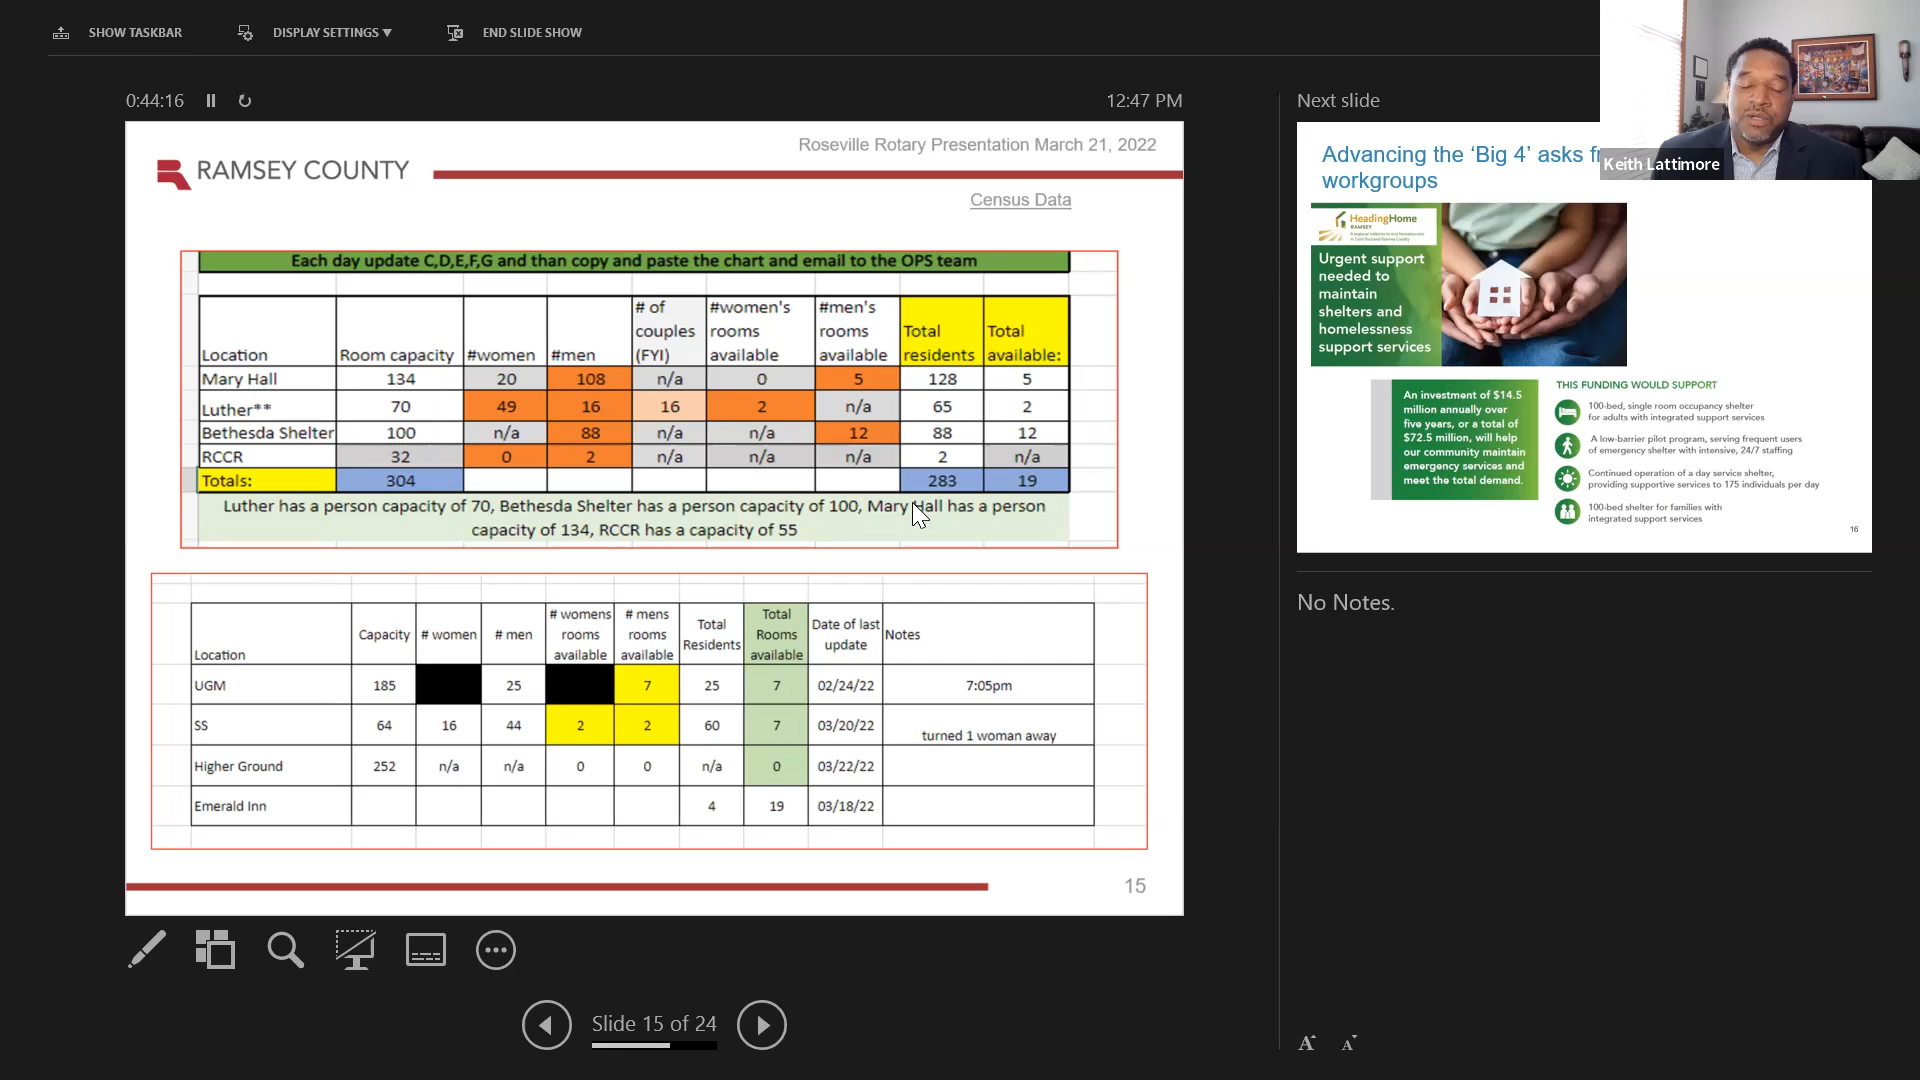 SHOW TASKBAR
DISPLAY SETTINGS ▼
END SLIDE SHOW
0:44:16
12:47 PM
Roseville Rotary Presentation March 21, 2022
RAMSEY COUNTY
Census Data
Each day update C,D,E,F,G and than copy and paste the chart and email to the OPS team
Location Room capacity #women #men # of couples (FYI) #women's rooms available #men's rooms available Total residents Total available:
Mary Hall 134 20 108 n/a 0 5 128 5
Luther** 70 49 16 16 2 n/a 65 2
Bethesda Shelter 100 n/a 88 n/a n/a 12 88 12
RCCR 32 0 2 n/a n/a n/a 2 n/a
Totals: 304 283 19
Luther has a person capacity of 70, Bethesda Shelter has a person capacity of 100, Mary Hall has a person
capacity of 134, RCCR has a capacity of 55
Location Capacity # women # men # womens rooms available # mens rooms available Total Residents Total Rooms available Date of last update Notes
UGM 185 25 7 25 7 02/24/22 7:05pm
SS 64 16 44 2 2 60 7 03/20/22 turned 1 woman away
Higher Ground 252 n/a n/a 0 0 n/a 0 03/22/22
Emerald Inn 4 19 03/18/22
15
Slide 15 of 24
Next slide
Keith Lattimore
Advancing the ‘Big 4’ asks f
workgroups
HeadingHome
RAMSEY
A regional initiative to end homelessness
in Saint Paul and Ramsey County
Urgent support
needed to
maintain
shelters and
homelessness
support services
An investment of $14.5
million annually over
five years, or a total of
$72.5 million, will help
our community maintain
emergency services and
meet the total demand.
THIS FUNDING WOULD SUPPORT
100-bed, single room occupancy shelter
for adults with integrated support services
A low-barrier pilot program, serving frequent users
of emergency shelter with intensive, 24/7 staffing
Continued operation of a day service shelter,
providing supportive services to 175 individuals per day
100-bed shelter for families with
integrated support services
16
No Notes.
A A